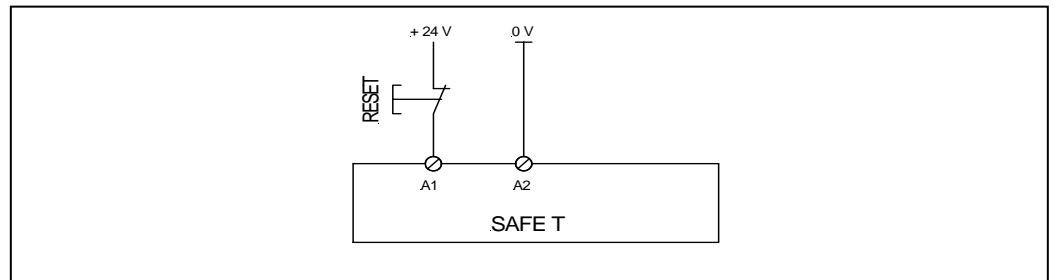 + 24 V
0 V
RESET
A1
A2
SAFE T